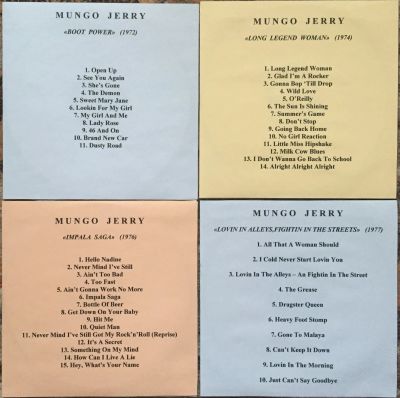 MUNGO JERRY
«BOOT POWER» (1972)
1. Open Up
2. See You Again
3. She's Gone
4. The Demon
5. Sweet Mary Jane
6. Lookin For My Girl
7. My Girl And Me
8. Lady Rose
9. 46 And On
10. Brand New Car
11. Dusty Road
MUNGO JERRY
«LONG LEGEND WOMAN» (1974)
1. Long Legend Woman
2. Glad I'm A Rocker
3. Gonna Bop 'Till Drop
4. Wild Love
5. O'Reilly
6. The Sun Is Shining
7. Summer's Game
8. Don't Stop
9. Going Back Home
10. No Girl Reaction
11. Little Miss Hipshake
12. Milk Cow Blues
13. I Don't Wanna Go Back To School
14. Alright Alright Alright
MUNGO JERRY
«IMPALA SAGA» (1976)
1. Hello Nadine
2. Never Mind I've Still
3. Ain't Too Bad
4. Too Fast
5. Ain't Gonna Work No More
6. Impala Saga
7. Bottle Of Beer
8. Get Down On Your Baby
9. Hit Me
10. Quiet Man
11. Never Mind I've Still Got My Rock'n'Roll (Reprise)
12. It's A Secret
13. Something On My Mind
14. How Can I Live A Lie
15. Hey, What's Your Name
MUNGO JERRY
«LOVIN IN ALLEYS,FIGHTIN IN THE STREETS» (1977)
1. All That A Woman Should
2. I Cold Never Start Lovin You
3. Lovin In The Alleys – An Fightin In The Street
4. The Grease
5. Dragster Queen
6. Heavy Foot Stomp
7. Gone To Malaya
8. Can't Keep It Down
9. Lovin In The Morning
10. Just Can't Say Goodbye